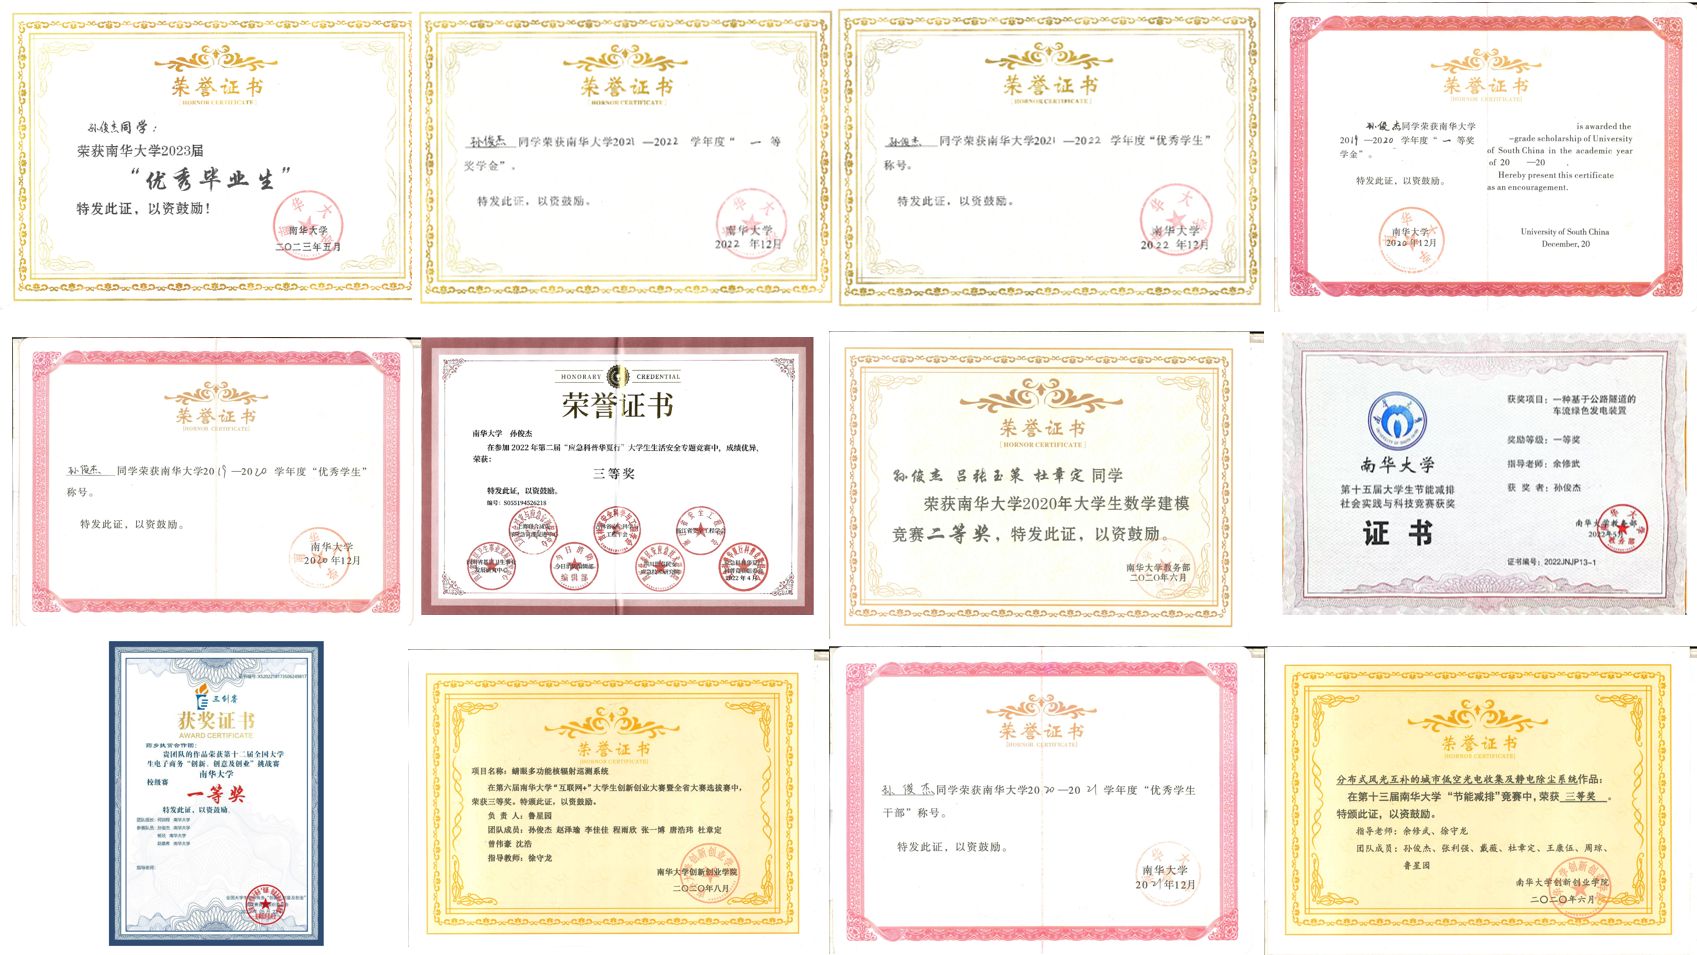 荣誉证书
[HORNOR CERTIFICATE]
孙俊杰同学：
荣获南华大学2023届
“优秀毕业生”
特发此证，以资鼓励！
南华大学
二〇二三年五月
荣誉证书
[HORNOR CERTIFICATE]
孙俊杰 同学荣获南华大学2021—2022 学年度“ 一 等
奖学金”。
特发此证，以资鼓励。
南华大学
2022 年12月
荣誉证书
[HORNOR CERTIFICATE]
孙俊杰 同学荣获南华大学2021—2022 学年度“优秀学生”
称号。
特发此证，以资鼓励。
南华大学
2022 年12月
荣誉证书
[HORNOR CERTIFICATE]
孙俊杰同学荣获南华大学
2019—2020 学年度“ 一 等奖
学金”。
特发此证，以资鼓励。
南华大学
2020年12月
is awarded the
-grade scholarship of University
of South China in the academic year
of 20 —20 .
Hereby present this certificate
as an encouragement.
University of South China
December, 20
荣誉证书
[HORNOR CERTIFICATE]
孙俊杰 同学荣获南华大学2019—2020 学年度“优秀学生”
称号。
特发此证，以资鼓励。
南华大学
2020年12月
HONORARY CREDENTIAL
荣誉证书
南华大学 孙俊杰
在参加 2022 年第二届“应急科普华夏行”大学生生活安全专题竞赛中，成绩优异，
荣获：
三等奖
特发此证，以资鼓励。
编号：S055194526218
今日消防
编辑部
2022 年 4 月
荣誉证书
[HORNOR CERTIFICATE]
孙俊杰 吕张玉策 杜章定 同学
荣获南华大学2020年大学生数学建模
竞赛二等奖，特发此证，以资鼓励。
南华大学教务部
二〇二〇年六月
南华大学
第十五届大学生节能减排
社会实践与科技竞赛获奖
证 书
获奖项目：一种基于公路隧道的
车流绿色发电装置
奖励等级：一等奖
指导老师：余修武
获 奖 者：孙俊杰
南华大学教务部
2022年5月
证书编号：2022JNJP13-1
三创赛
获奖证书
AWARD CERTIFICATE
贵团队的作品荣获第十二届全国大学
生电子商务“创新、创意及创业”挑战赛
南华大学
校级赛
一等奖
特发此证，以资鼓励。
指导老师：
荣誉证书
[HORNOR CERTIFICATE]
项目名称：蜻眼多功能核辐射巡测系统
在第六届南华大学“互联网+”大学生创新创业大赛暨全省大赛选拔赛中，
荣获三等奖。特颁此证，以资鼓励。
负 责 人：鲁星园
团队成员：孙俊杰 赵泽瑜 李佳佳 程雨欣 张一博 唐浩玮 杜章定
曾伟豪 沈浩
指导教师：徐守龙
南华大学创新创业学院
二〇二〇年八月
荣誉证书
[HORNOR CERTIFICATE]
孙俊杰同学荣获南华大学2020—2021 学年度“优秀学生
干部”称号。
特发此证，以资鼓励。
南华大学
2021年12月
荣誉证书
[HORNOR CERTIFICATE]
分布式风光互补的城市低空光电收集及静电除尘系统作品：
在第十三届南华大学“节能减排”竞赛中，荣获 三等奖 。
特颁此证，以资鼓励。
指导老师：余修武、徐守龙
团队成员：孙俊杰、张利强、戴薇、杜章定、王康伍、周琼、
鲁星园
南华大学创新创业学院
二〇二〇年六月